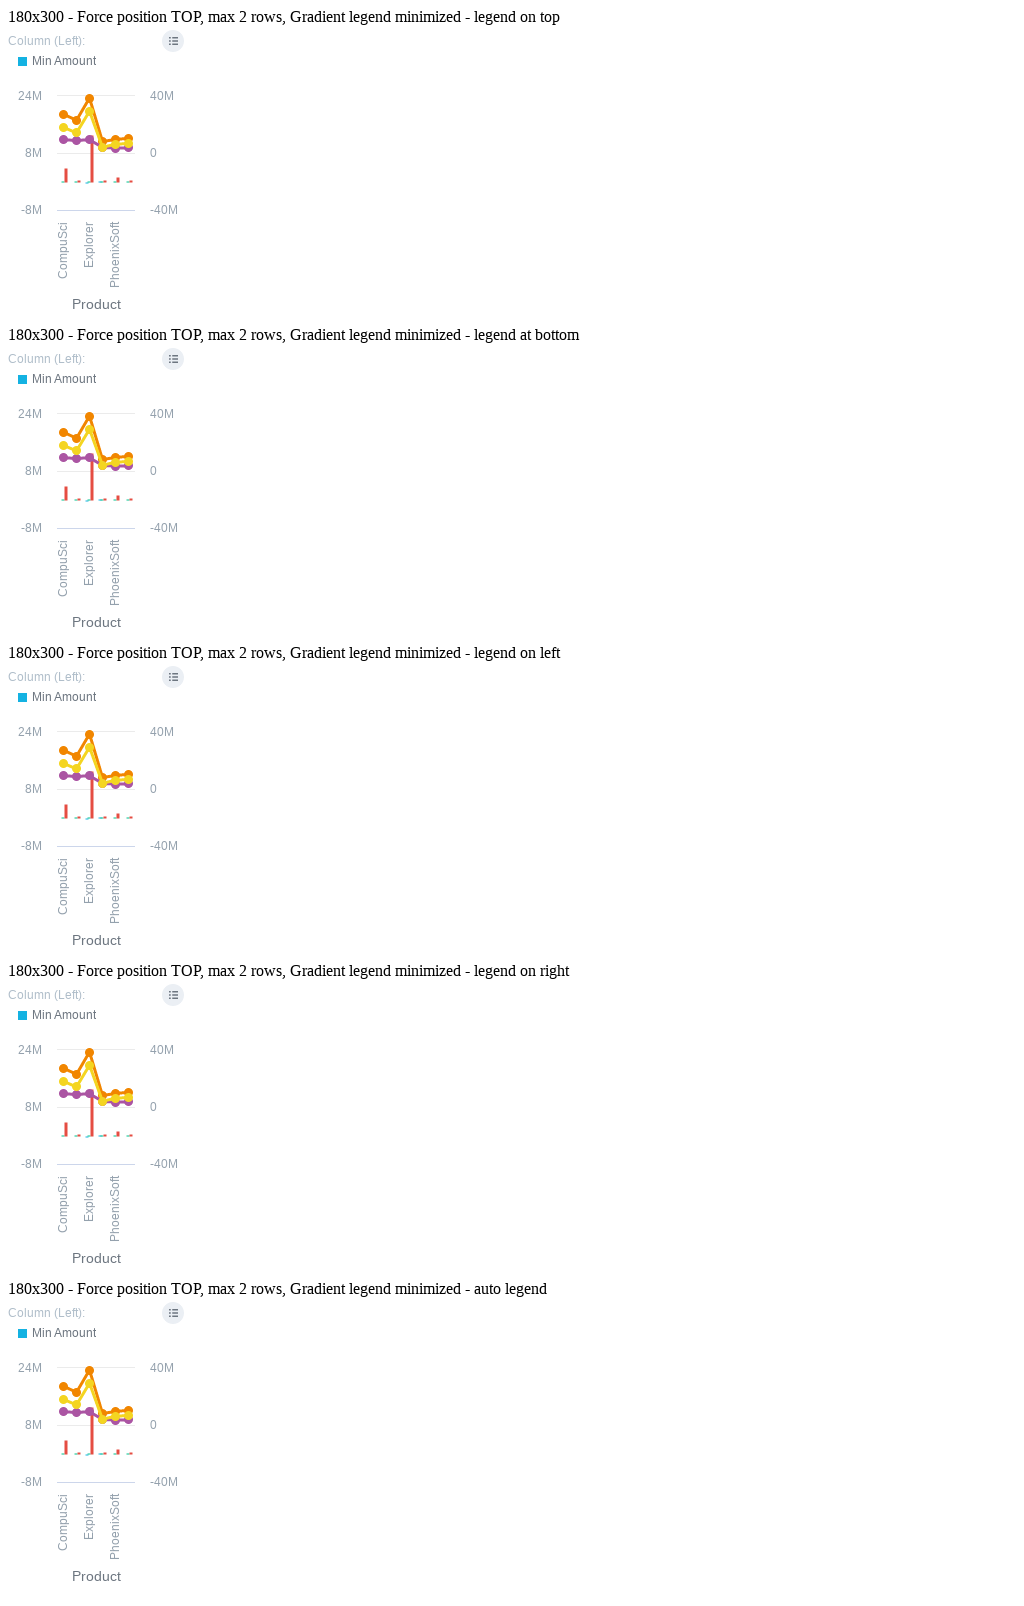 180x300 - Force position TOP, max 2 rows, Gradient legend minimized - legend on top
Column (Left):
Min Amount
24M 40M
8M 0
-8M -40M
CompuSci Explorer PhoenixSoft
Product
180x300 - Force position TOP, max 2 rows, Gradient legend minimized - legend at bottom
Column (Left):
Min Amount
24M 40M
8M 0
-8M -40M
CompuSci Explorer PhoenixSoft
Product
180x300 - Force position TOP, max 2 rows, Gradient legend minimized - legend on left
Column (Left):
Min Amount
24M 40M
8M 0
-8M -40M
CompuSci Explorer PhoenixSoft
Product
180x300 - Force position TOP, max 2 rows, Gradient legend minimized - legend on right
Column (Left):
Min Amount
24M 40M
8M 0
-8M -40M
CompuSci Explorer PhoenixSoft
Product
180x300 - Force position TOP, max 2 rows, Gradient legend minimized - auto legend
Column (Left):
Min Amount
24M 40M
8M 0
-8M -40M
CompuSci Explorer PhoenixSoft
Product